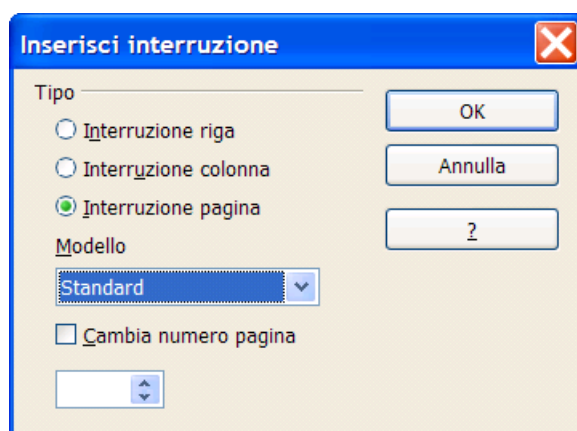 Inserisci interruzione
Tipo
Interruzione riga
Interruzione colonna
Interruzione pagina
Modello
Standard
Cambia numero pagina
OK
Annulla
?